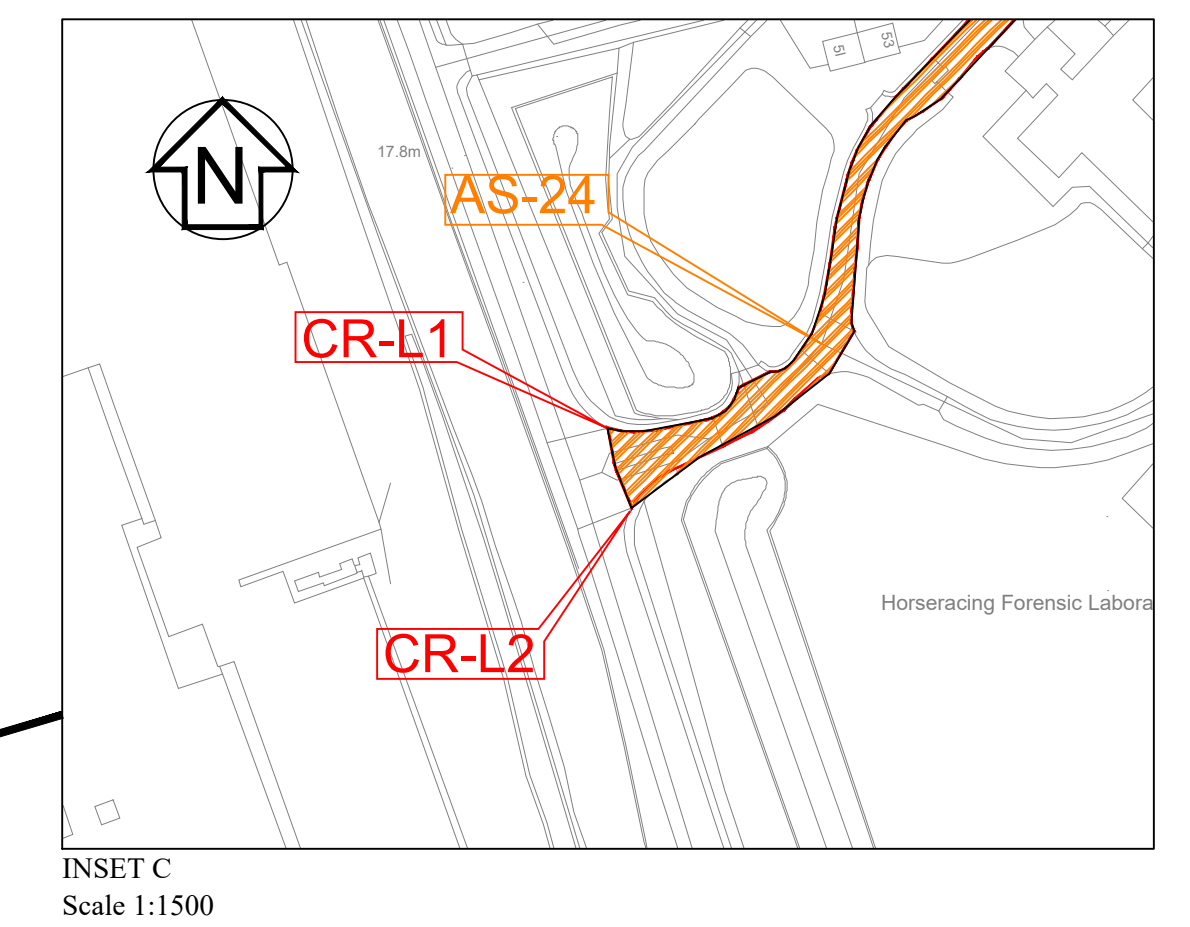 51
53
17.8m
N
AS-24
CR-L1
Horseracing Forensic Labora
CR-L2
INSET C
Scale 1:1500